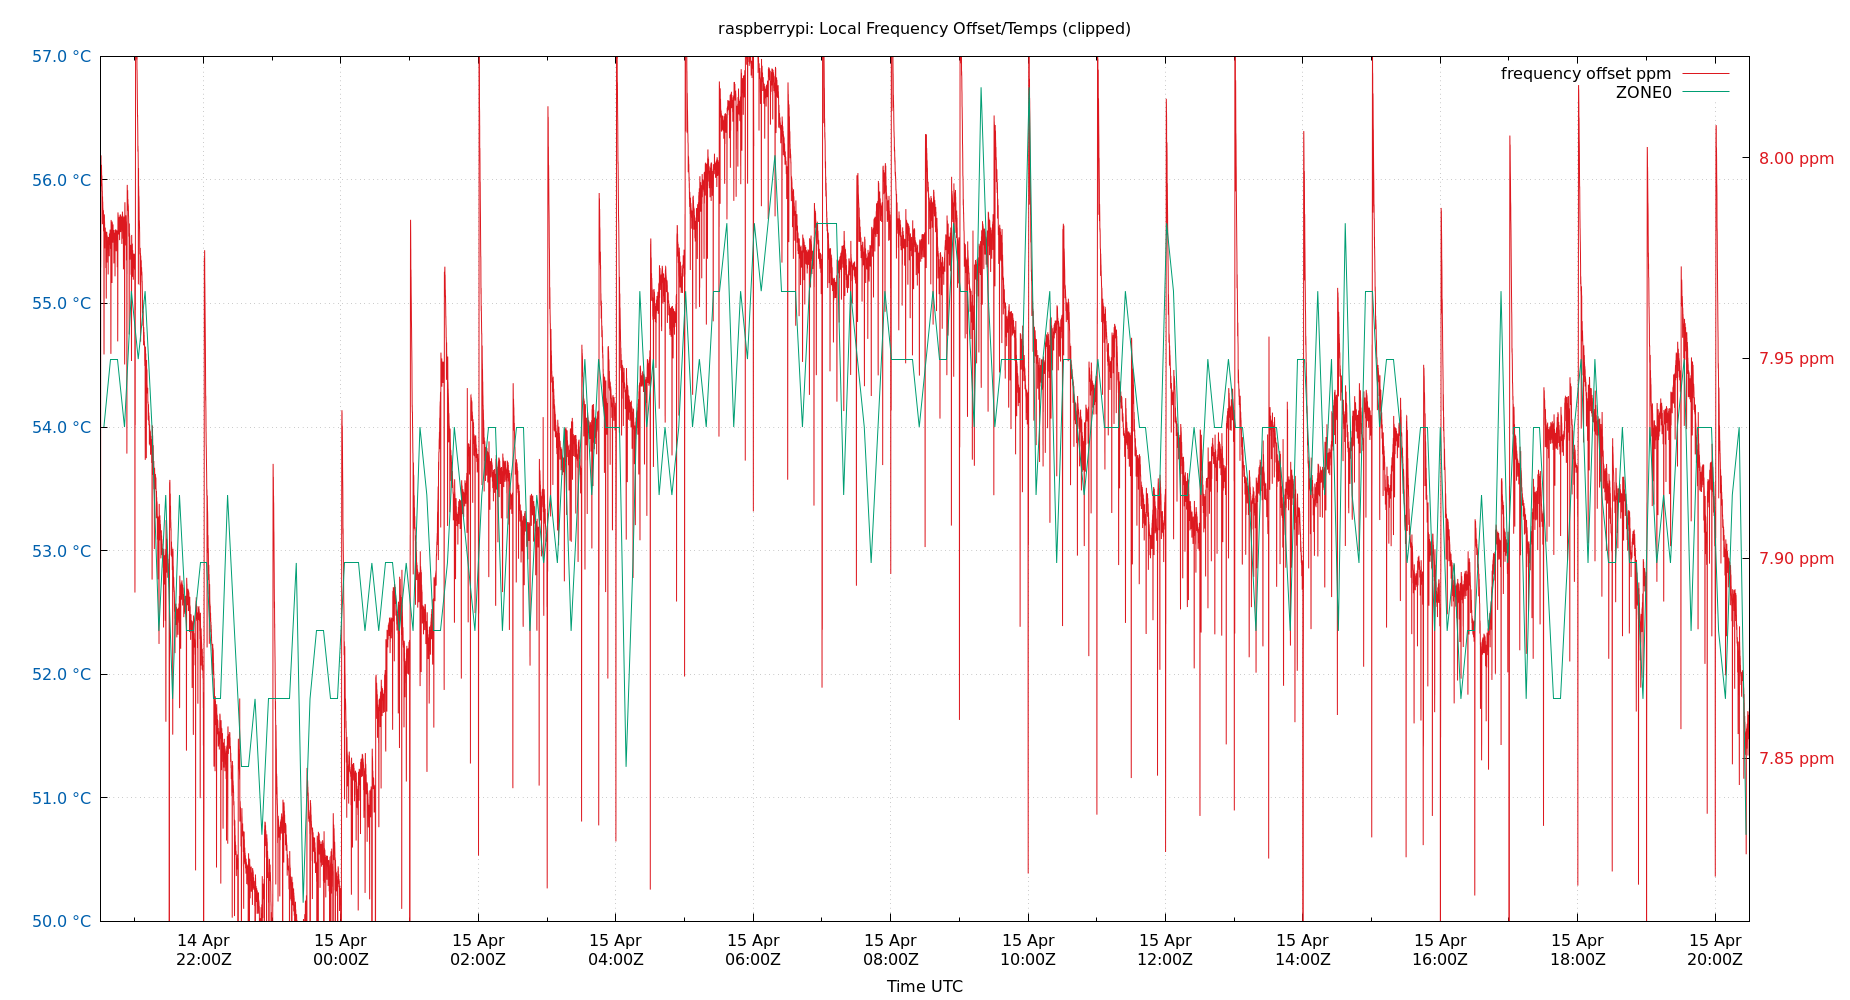 raspberrypi: Local Frequency Offset/Temps (clipped)
57.0 °C
56.0 °C
55.0 °C
54.0 °C
53.0 °C
52.0 °C
51.0 °C
50.0 °C
frequency offset ppm
ZONE0
8.00 ppm
7.95 ppm
7.90 ppm
7.85 ppm
14 Apr 15 Apr 15 Apr 15 Apr 15 Apr 15 Apr 15 Apr 15 Apr 15 Apr 15 Apr 15 Apr 15 Apr
22:00Z 00:00Z 02:00Z 04:00Z 06:00Z 08:00Z 10:00Z 12:00Z 14:00Z 16:00Z 18:00Z 20:00Z
Time UTC